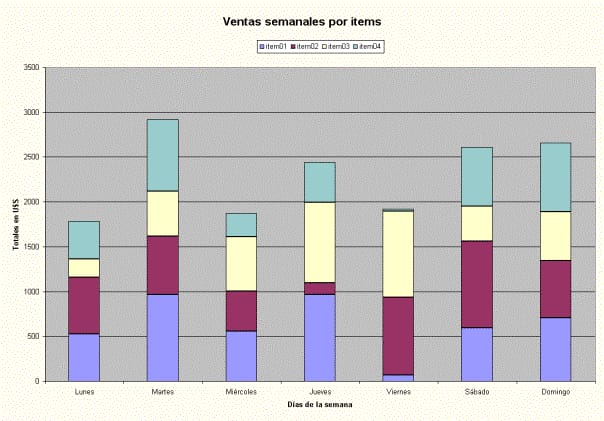 Ventas semanales por items
item01 item02 item03 item04
3500
3000
2500
2000
1500
1000
500
0
Totales en US$
Lunes Martes Miércoles Jueves Viernes Sábado Domingo
Días de la semana